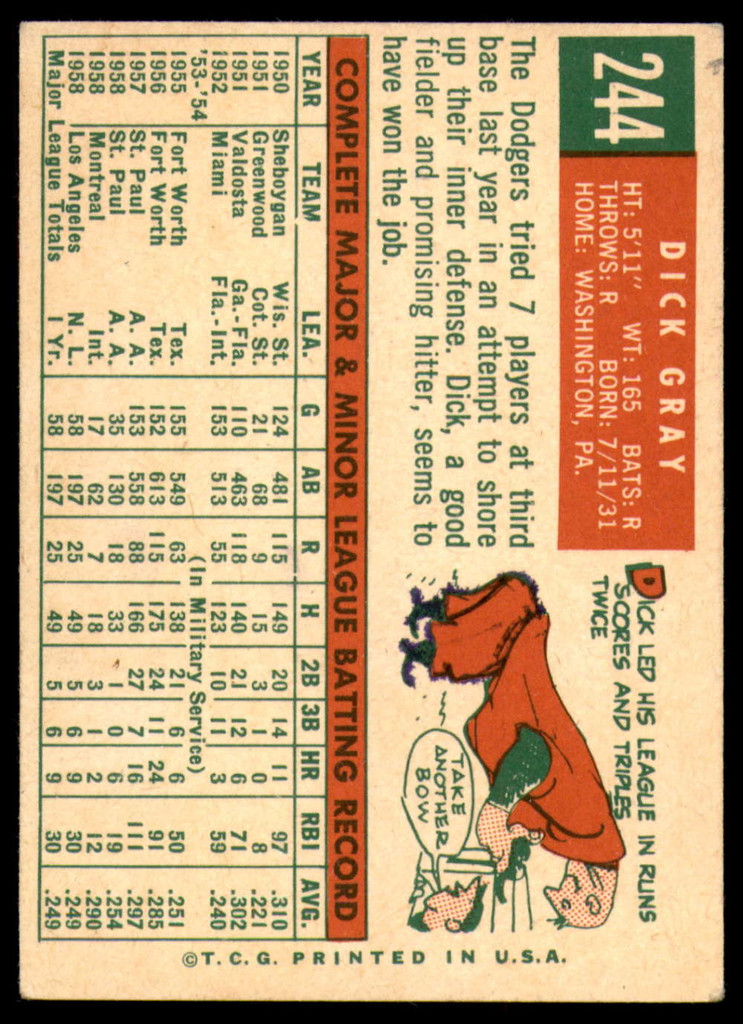 244
DICK GRAY
HT: 5'11" WT: 165 BATS: R
THROWS: R BORN: 7/11/31
HOME: WASHINGTON, PA.
The Dodgers tried 7 players at third
base last year in an attempt to shore
up their inner defense. Dick, a good
fielder and promising hitter, seems to
have won the job.
DICK LED HIS LEAGUE IN RUNS
SCORES AND TRIPLES
TWICE
TAKE
ANOTHER
BOW
COMPLETE MAJOR & MINOR LEAGUE BATTING RECORD
YEAR TEAM LEA. G AB R H 2B 3B HR RBI AVG.
1950 Sheboygan Wis. St. 124 481 115 149 20 14 11 97 .310
1951 Greenwood Cot. St. 21 68 9 15 3 1 0 8 .221
1951 Valdosta Ga.-Fla. 110 463 118 140 21 12 6 71 .302
1952 Miami Fla.-Int. 153 513 55 123 10 11 3 59 .240
'53-'54 (In Military Service)
1955 Fort Worth Tex. 155 549 63 138 21 6 6 50 .251
1956 Fort Worth Tex. 152 613 115 175 24 11 24 91 .285
1957 St. Paul A. A. 153 558 88 166 27 7 16 111 .297
1958 St. Paul A. A. 35 130 18 33 1 0 6 19 .254
1958 Montreal Int. 17 62 7 18 3 1 2 12 .290
1958 Los Angeles N. L. 58 197 25 49 5 6 9 30 .249
Major League Totals 1 Yr. 58 197 25 49 5 6 9 30 .249
©T.C.G. PRINTED IN U.S.A.